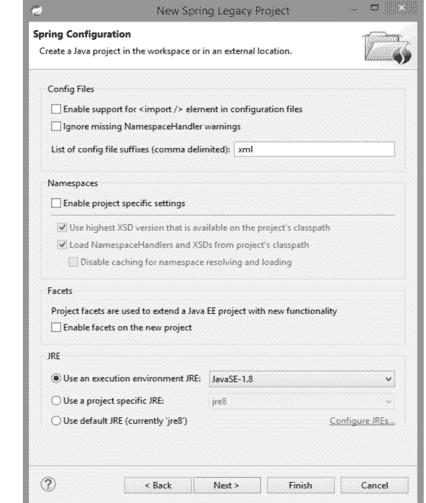 New Spring Legacy Project
Spring Configuration
Create a Java project in the workspace or in an external location.
Config Files
Enable support for <import /> element in configuration files
Ignore missing NamespaceHandler warnings
List of config file suffixes (comma delimited): xml
Namespaces
Enable project specific settings
Use highest XSD version that is available on the project's classpath
Load NamespaceHandlers and XSDs from project's classpath
Disable caching for namespace resolving and loading
Facets
Project facets are used to extend a Java EE project with new functionality
Enable facets on the new project
JRE
Use an execution environment JRE: JavaSE-1.8
Use a project specific JRE: jre8
Use default JRE (currently 'jre8') Configure JREs...
? < Back Next > Finish Cancel